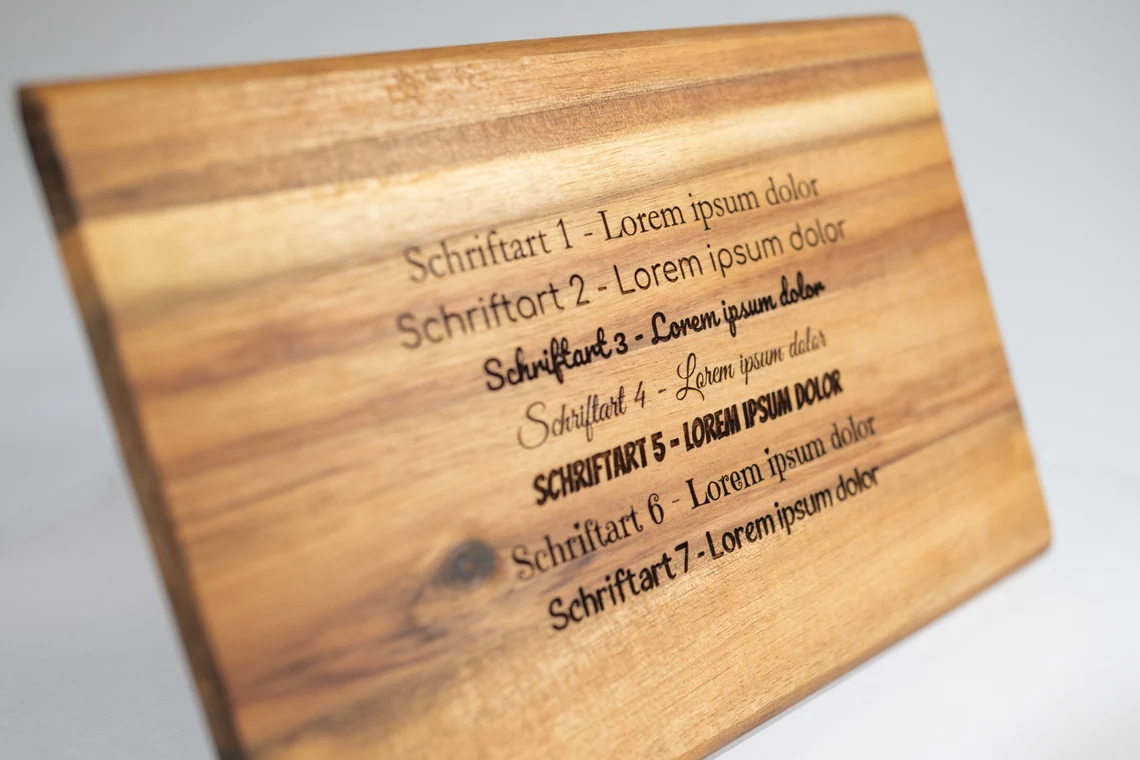 Schriftart 1 - Lorem ipsum dolor
Schriftart 2 - Lorem ipsum dolor
Schriftart 3 - Lorem ipsum dolor
Schriftart 4 - Lorem ipsum dolor
SCHRIFTART 5 - LOREM IPSUM DOLOR
Schriftart 6 - Lorem ipsum dolor
Schriftart 7 - Lorem ipsum dolor